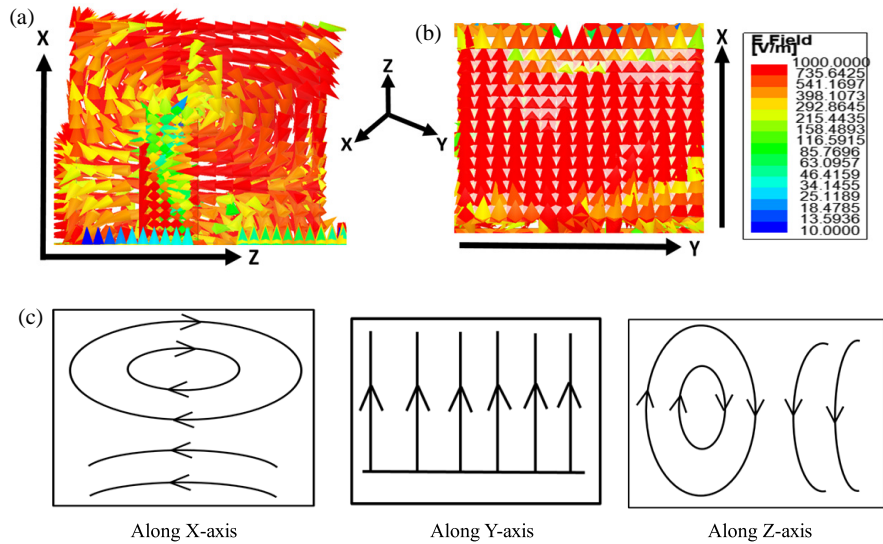 (a)
X
Z
Z
X
Y
(b)
X
Y
E Field
[V/m]
1000.0000
735.6425
541.1697
398.1073
292.8645
215.4435
158.4893
116.5915
85.7696
63.0957
46.4159
34.1455
25.1189
18.4785
13.5936
10.0000
(c)
Along X-axis
Along Y-axis
Along Z-axis